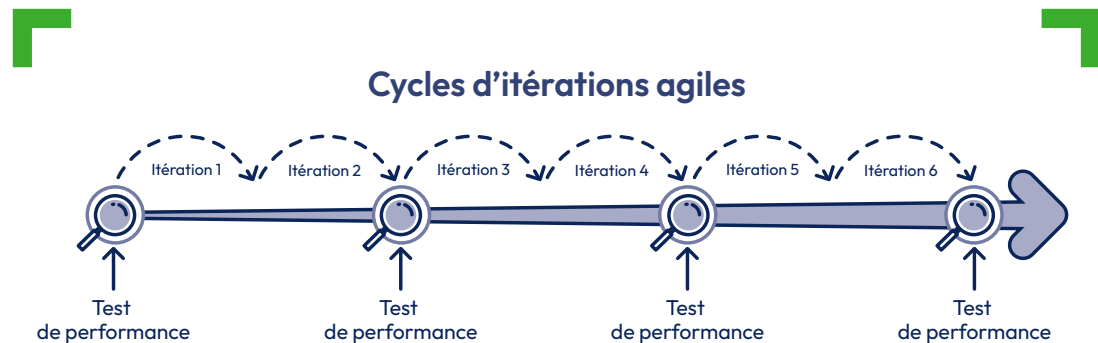 Cycles d’itérations agiles
Itération 1
Itération 2
Itération 3
Itération 4
Itération 5
Itération 6
Test
de performance
Test
de performance
Test
de performance
Test
de performance